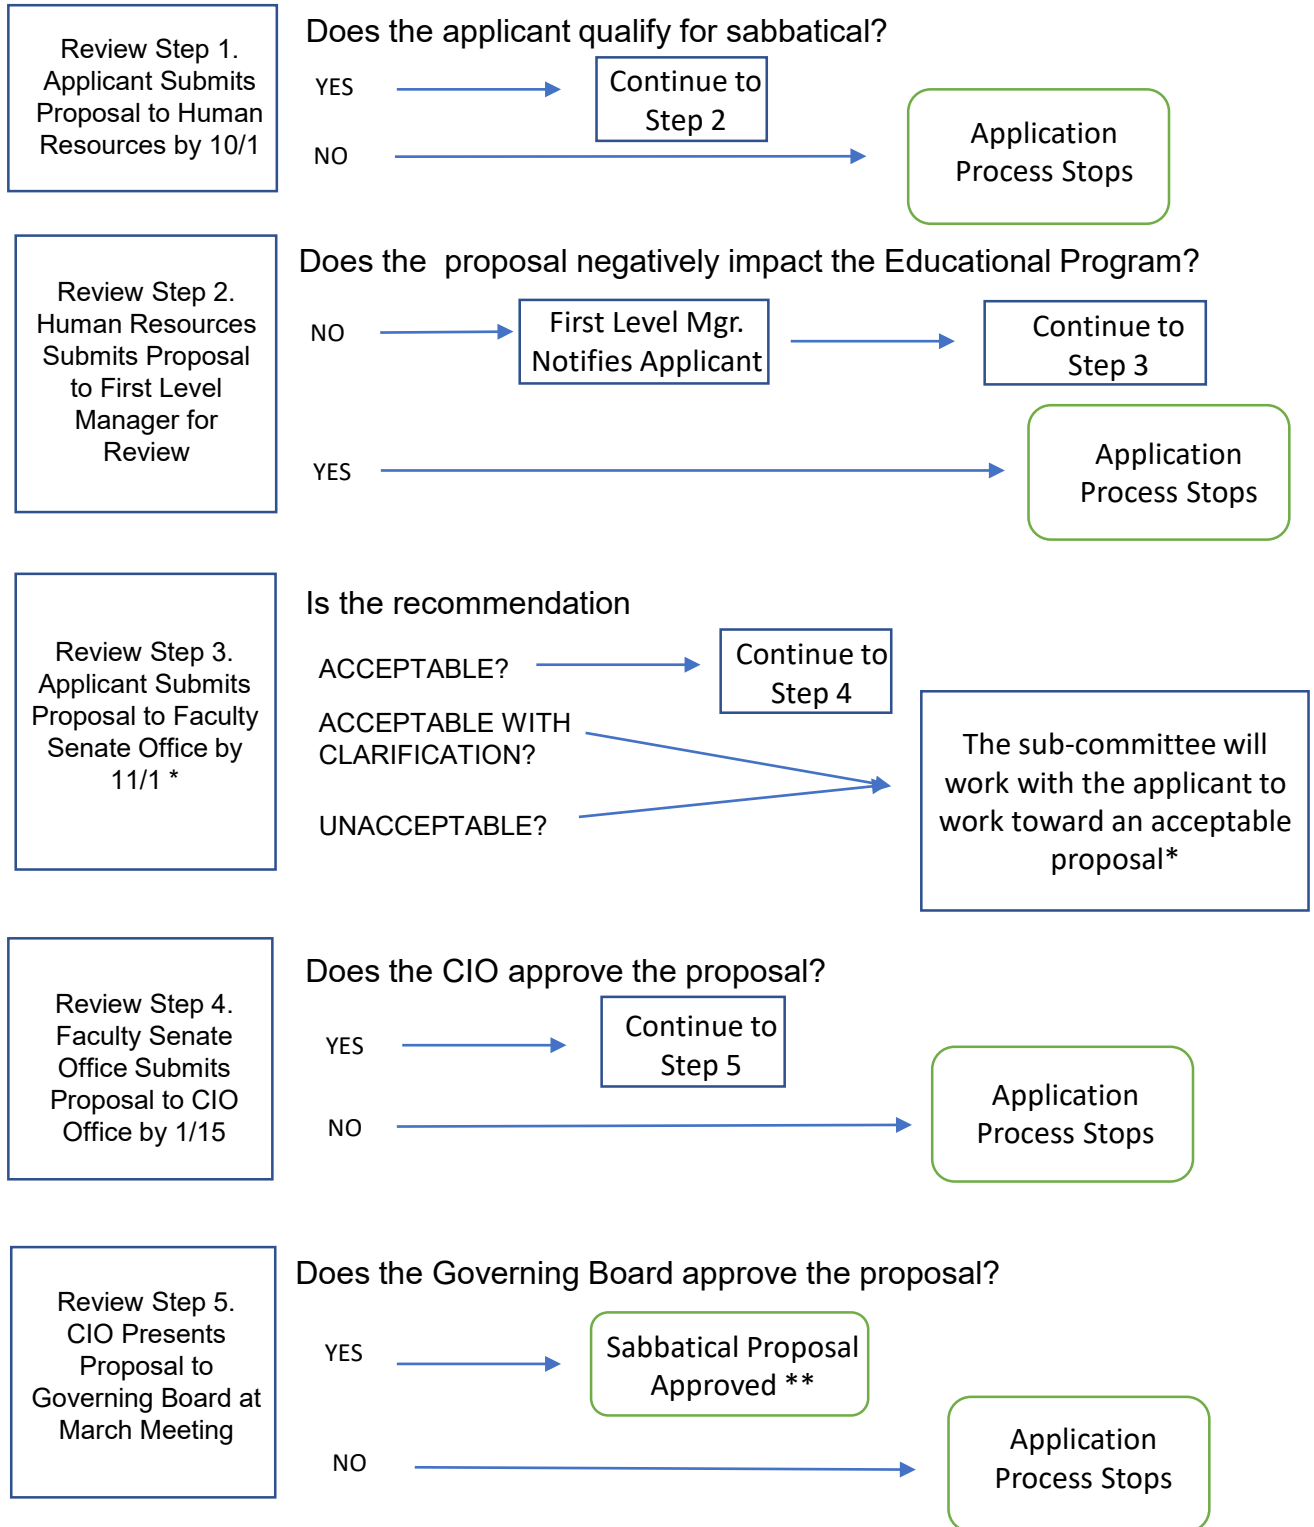 Review Step 1.
Applicant Submits
Proposal to Human
Resources by 10/1
Does the applicant qualify for sabbatical?
YES
Continue to
Step 2
NO
Application
Process Stops
Review Step 2.
Human Resources
Submits Proposal
to First Level
Manager for
Review
Does the  proposal negatively impact the Educational Program?
NO
First Level Mgr.
Notifies Applicant
Continue to
Step 3
YES
Application
Process Stops
Review Step 3.
Applicant Submits
Proposal to Faculty
Senate Office by
11/1 *
Is the recommendation
ACCEPTABLE?
Continue to
Step 4
ACCEPTABLE WITH
CLARIFICATION?
UNACCEPTABLE?
The sub-committee will
work with the applicant to
work toward an acceptable
proposal*
Review Step 4.
Faculty Senate
Office Submits
Proposal to CIO
Office by 1/15
Does the CIO approve the proposal?
YES
Continue to
Step 5
NO
Application
Process Stops
Review Step 5.
CIO Presents
Proposal to
Governing Board at
March Meeting
Does the Governing Board approve the proposal?
YES
Sabbatical Proposal
Approved **
NO
Application
Process Stops